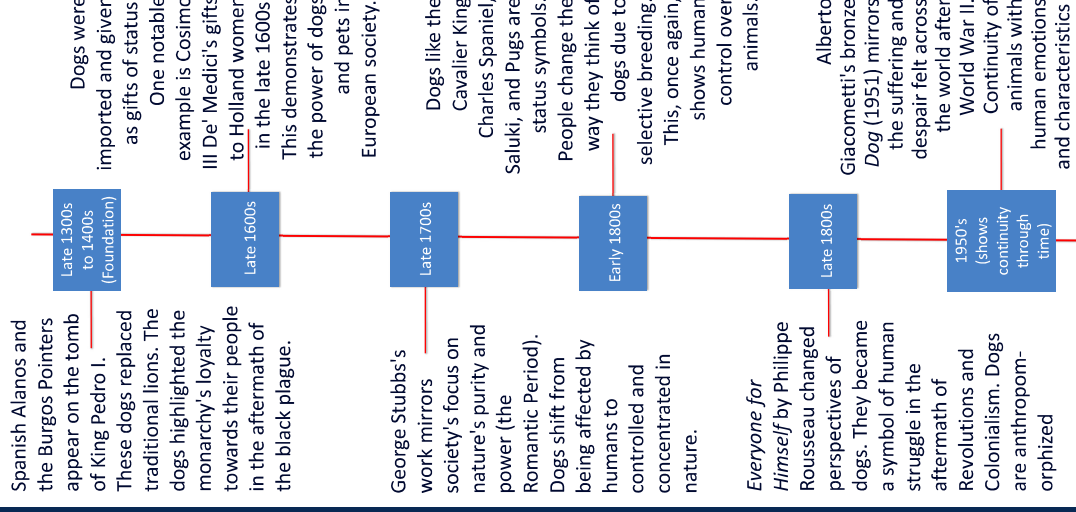 Spanish Alanos and
the Burgos Pointers
appear on the tomb
of King Pedro I.
These dogs replaced
traditional lions. The
dogs highlighted the
monarchy's loyalty
towards their people
in the aftermath of
the black plague.
Late 1300s
to 1400s
(Foundation)
Dogs were
imported and given
as gifts of status
One notable
example is Cosimo
III De' Medici's gifts
to Holland women
in the late 1600s
This demonstrates
the power of dogs
and pets in
European society.
Late 1600s
George Stubbs's
work mirrors
society's focus on
nature's purity and
power (the
Romantic Period).
Dogs shift from
being affected by
humans to
controlled and
concentrated in
nature.
Late 1700s
Dogs like the
Cavalier King
Charles Spaniel,
Saluki, and Pugs are
status symbols.
People change the
way they think of
dogs due to
selective breeding.
This, once again,
shows human
control over
animals.
Early 1800s
Everyone for
Himself by Philippe
Rousseau changed
perspectives of
dogs. They became
a symbol of human
struggle in the
aftermath of
Revolutions and
Colonialism. Dogs
are anthropom-
orphized
Late 1800s
Alberto
Giacometti's bronze
Dog (1951) mirrors
the suffering and
despair felt across
the world after
World War II.
Continuity of
animals with
human emotions
and characteristics
1950's
(shows
continuity
through
time)